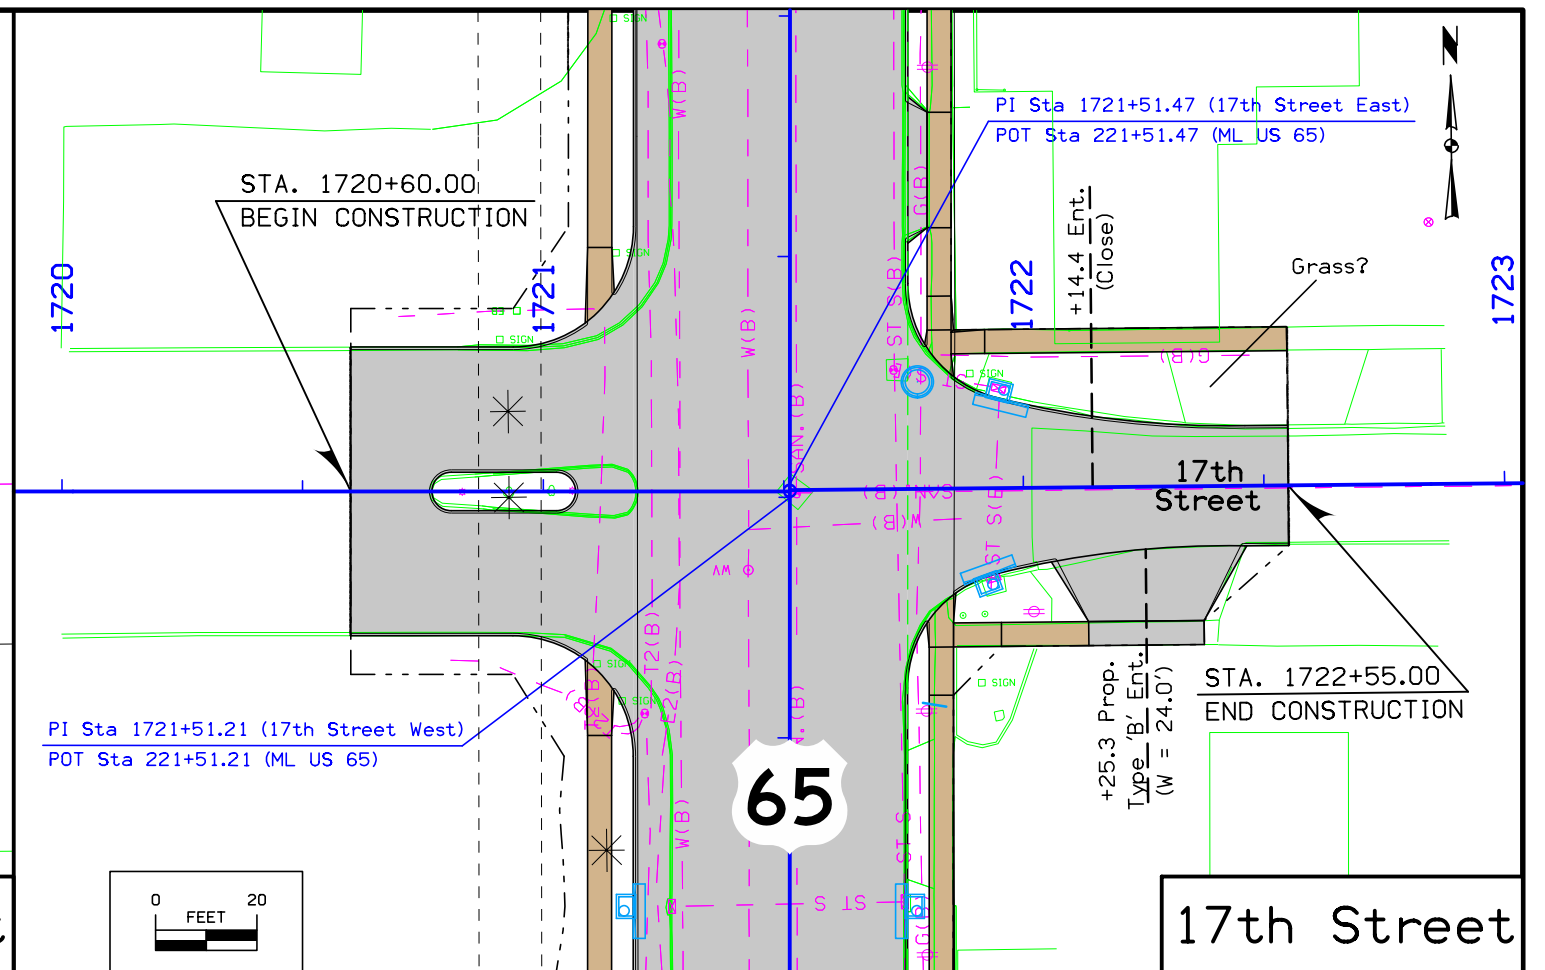 SIGN
W(B)
PI Sta 1721+51.47 (17th Street East)
POT Sta 221+51.47 (ML US 65)
N
STA. 1720+60.00
BEGIN CONSTRUCTION
G(B)
+14.4 Ent.
(Close)
SIGN
Grass?
1720
1721
ST S(B)
1722
1723
W(B)
SIGN
G(B)
SIGN
ST
SAN.(B)
17th
Street
SAN.(B)
W(B)
ST S(B)
WV
T2(B)
SIGN
E2(B)
SIGN
SIGN
STA. 1722+55.00
END CONSTRUCTION
+25.3 Prop.
Type 'B' Ent.
(W = 24.0')
PI Sta 1721+51.21 (17th Street West)
POT Sta 221+51.21 (ML US 65)
N.(B)
65
W(B)
ST S
0 20
FEET
ST S
G(B)
17th Street